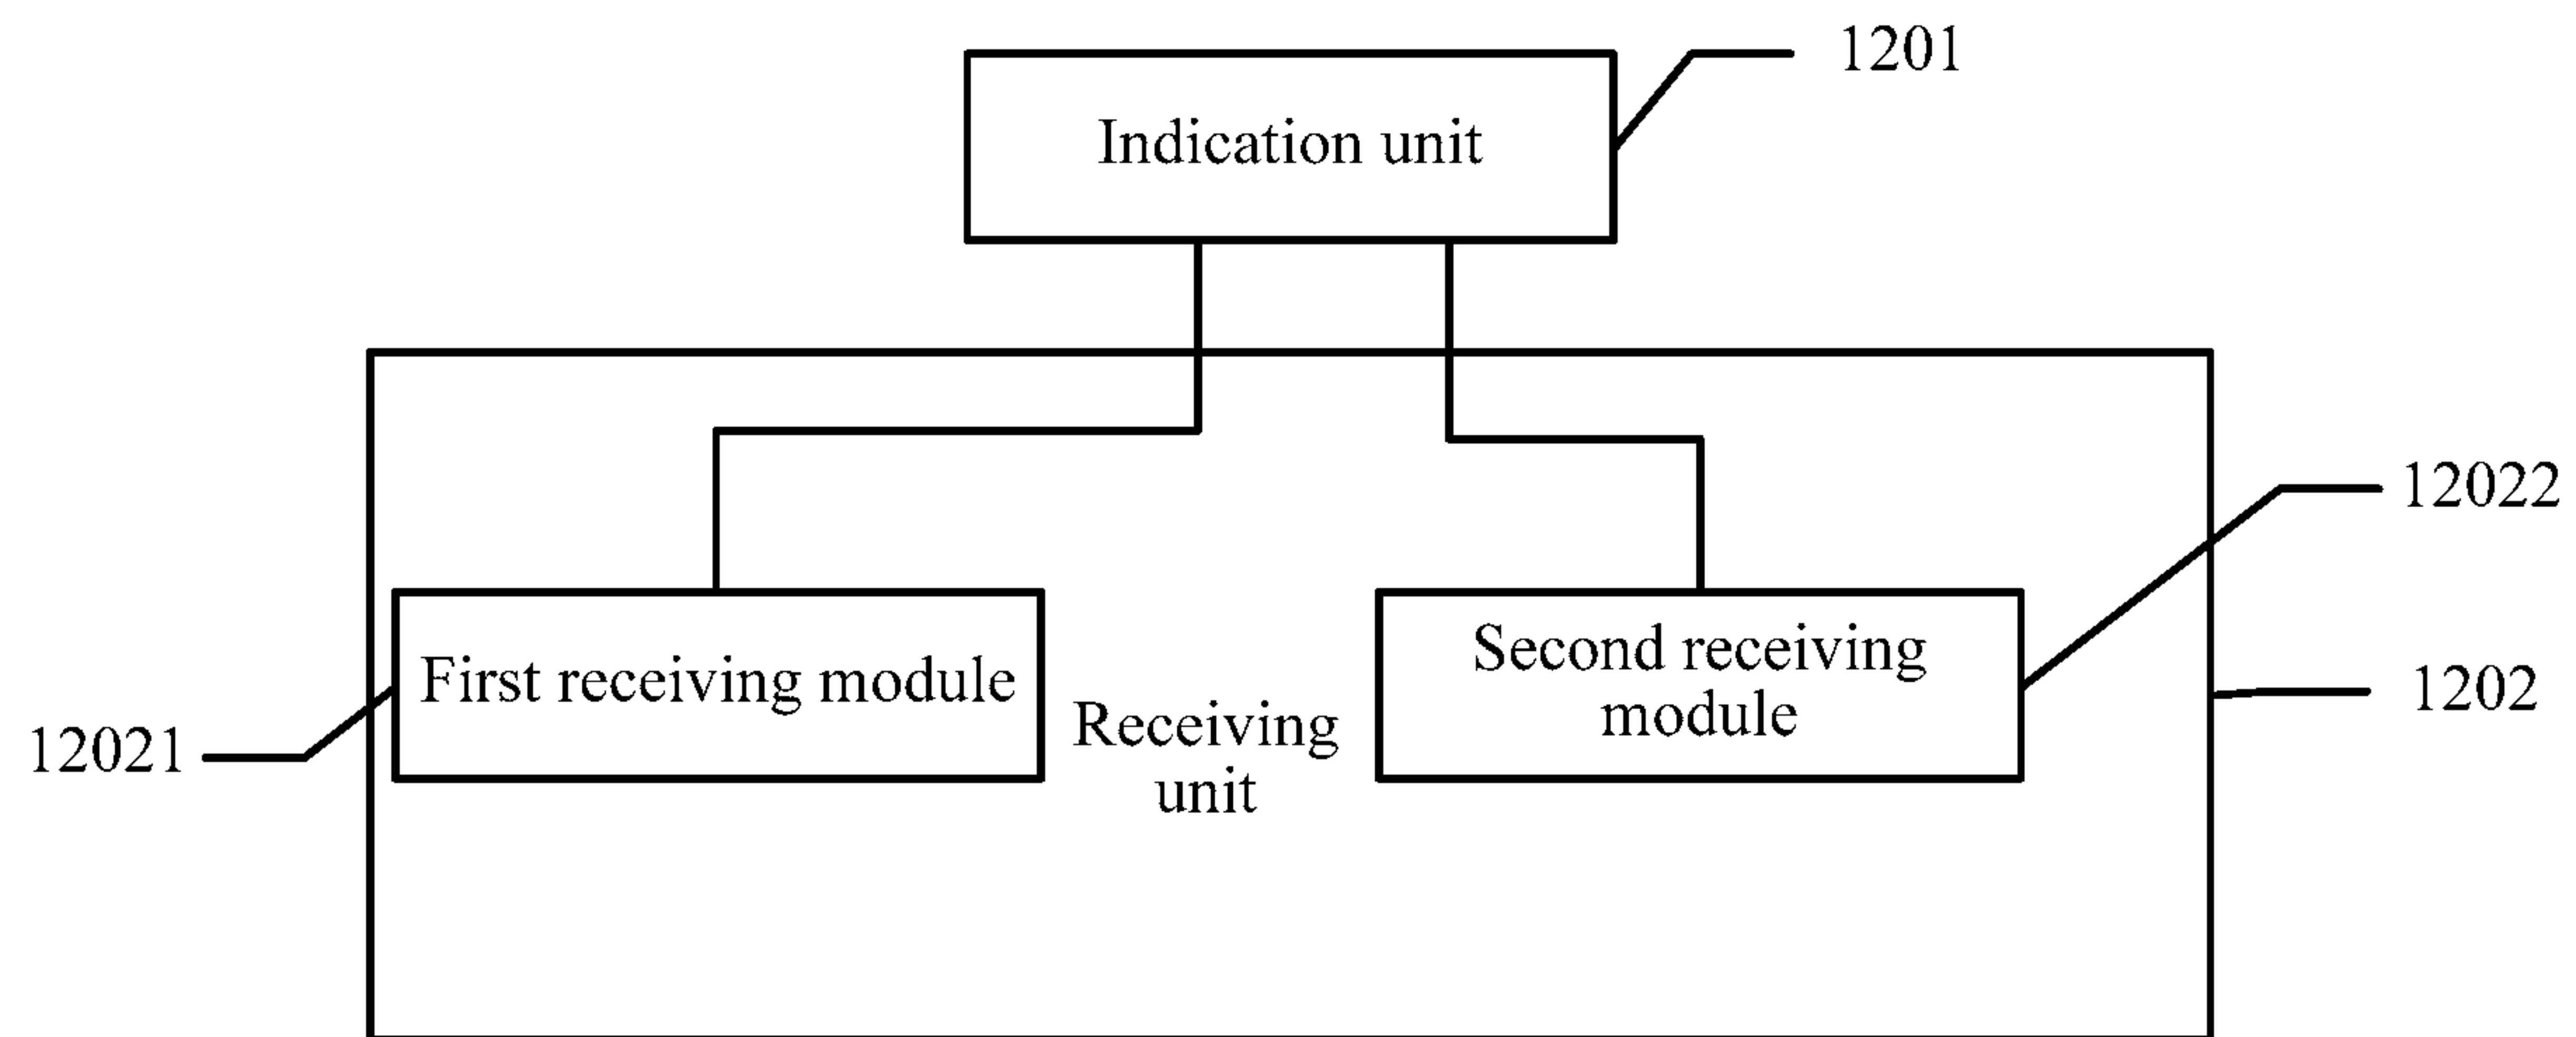 1201
Indication unit
12022
First receiving module
Second receiving
module
1202
Receiving
unit
12021